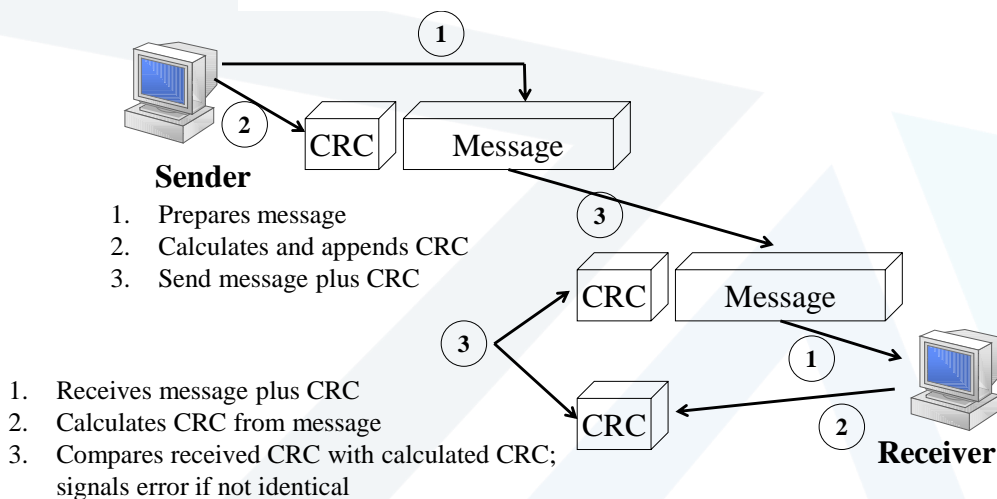 1
2
CRC
Message
Sender
1. Prepares message
2. Calculates and appends CRC
3. Send message plus CRC
3
CRC
Message
3
1
1. Receives message plus CRC
2. Calculates CRC from message
3. Compares received CRC with calculated CRC;
signals error if not identical
CRC
2
Receiver